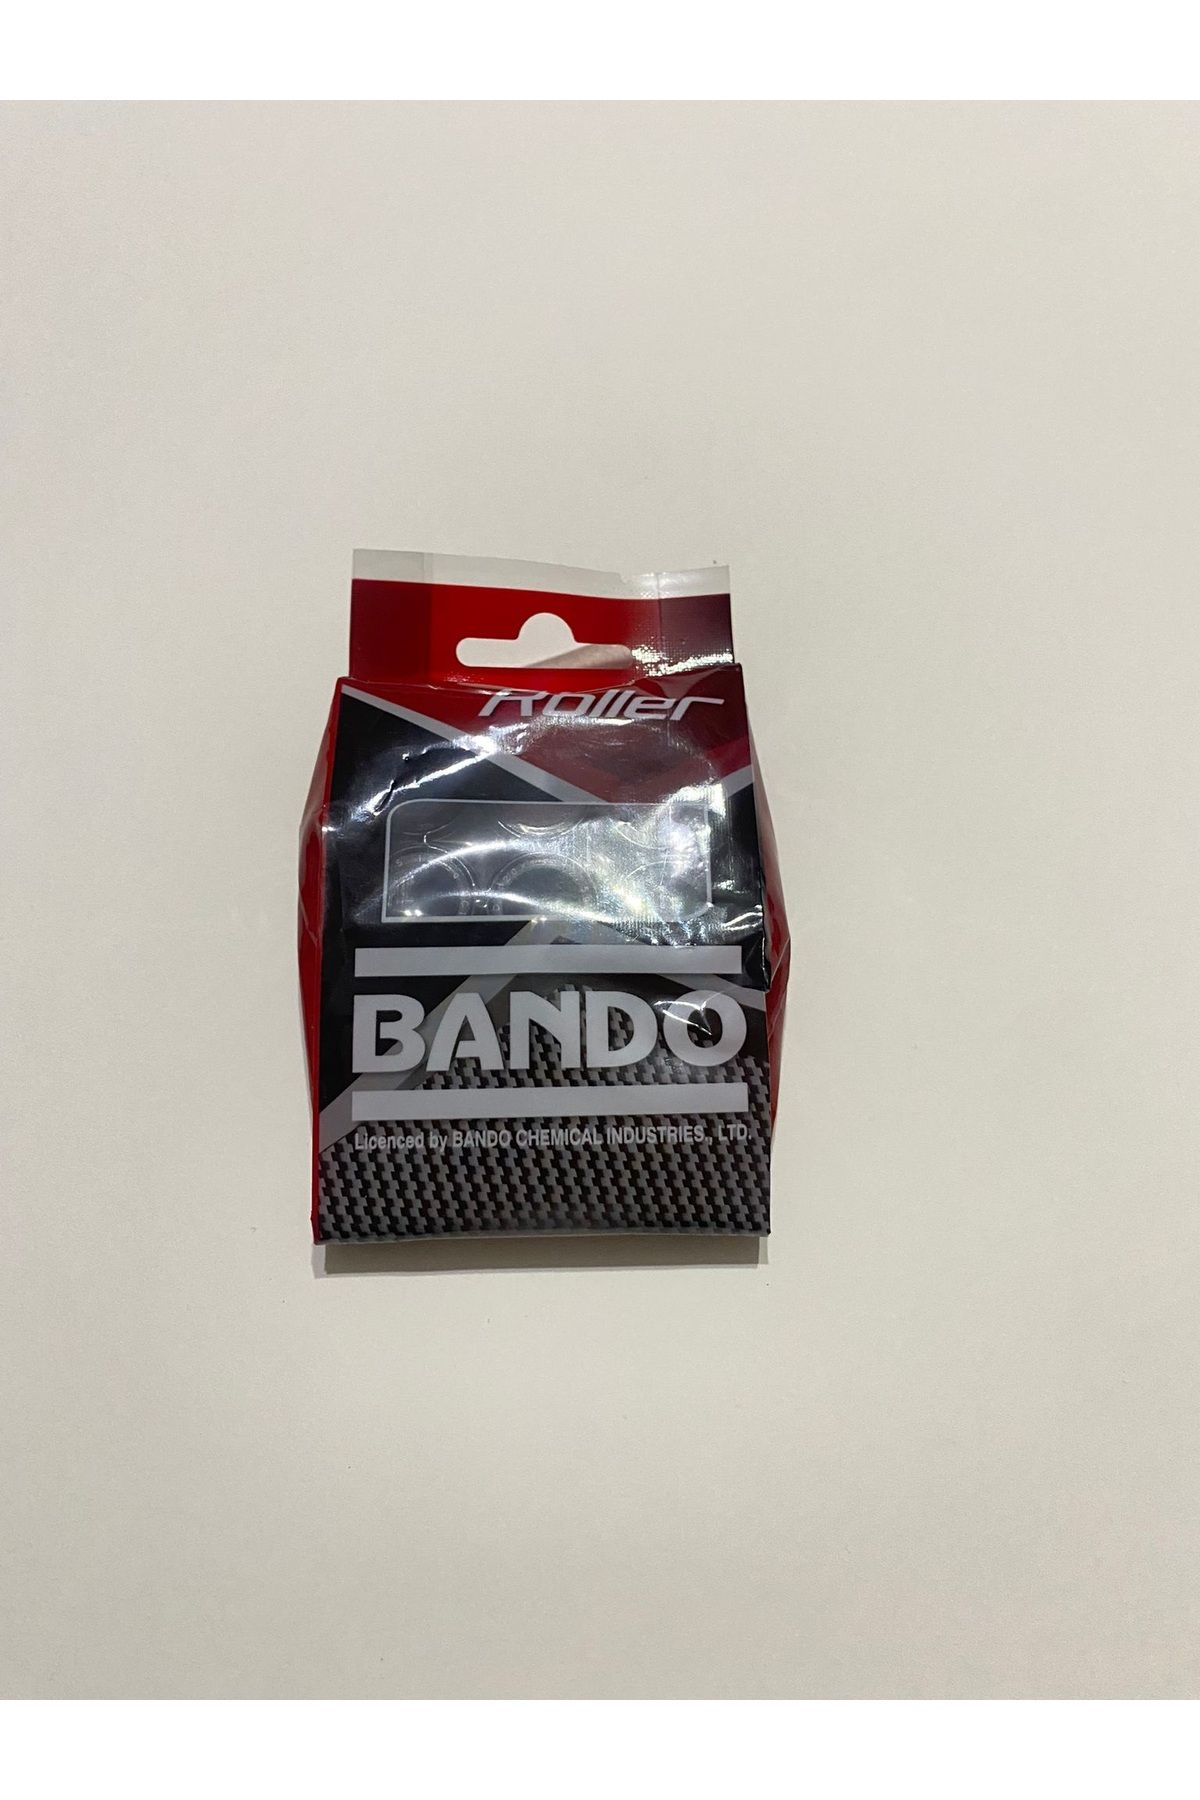 Roller
BANDO
Licenced by BANDO CHEMICAL INDUSTRIES., LTD.